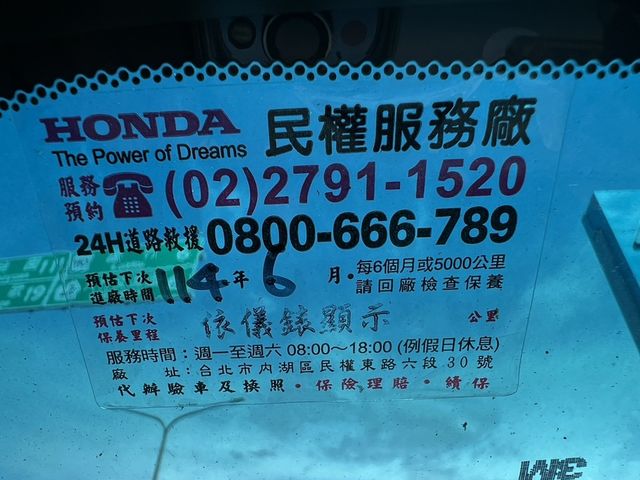 HONDA 民權服務廠
The Power of Dreams
服務預約 (02)2791-1520
24H道路救援 0800-666-789
預估下次進廠時間 114年 6 月 • 每6個月或5000公里請回廠檢查保養
預估下次保養里程 依儀錶顯示 公里
服務時間：週一至週六 08:00～18:00 (例假日休息)
廠 址：台北市內湖區民權東路六段 30 號
代辦驗車及換照 • 保險理賠 • 續保